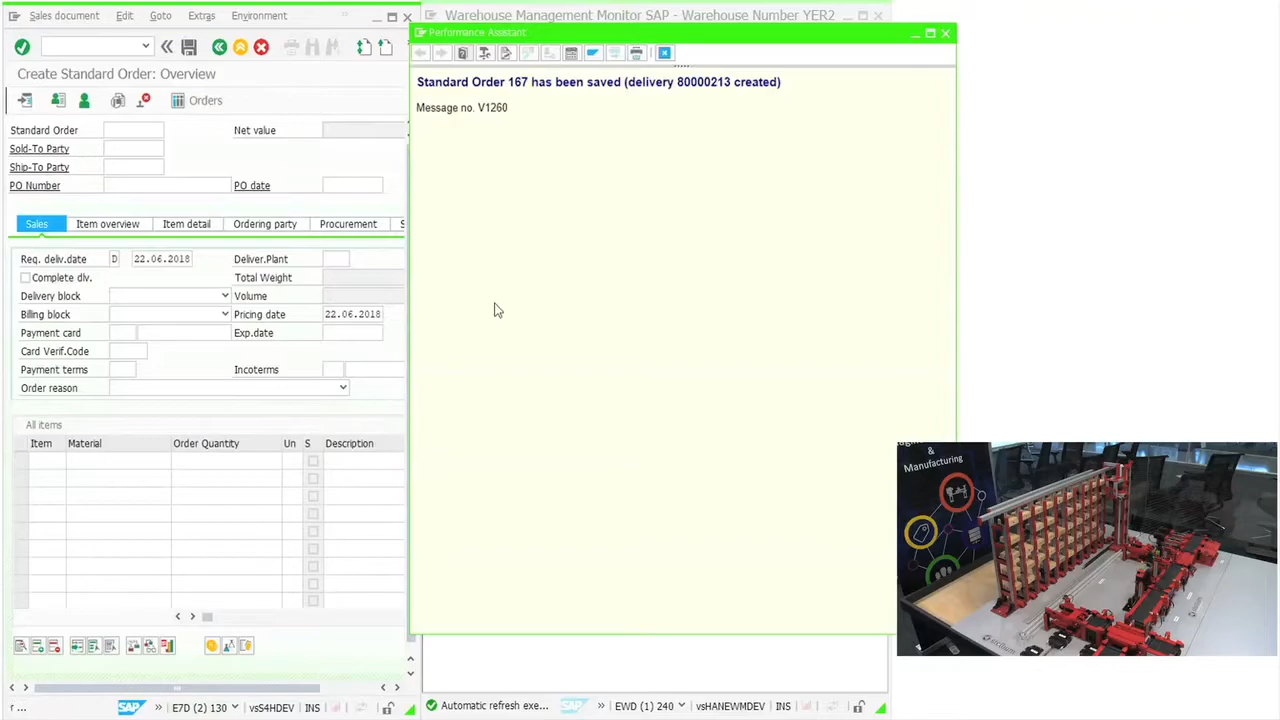 Sales document Edit Goto Extras Environment
Create Standard Order: Overview
Orders
Standard Order Net value
Sold-To Party
Ship-To Party
PO Number PO date
Sales Item overview Item detail Ordering party Procurement S
Req. deliv.date D 22.06.2018 Deliver.Plant
Complete dlv. Total Weight
Delivery block Volume
Billing block Pricing date 22.06.2018
Payment card Exp.date
Card Verif.Code
Payment terms Incoterms
Order reason
All items
Item Material Order Quantity Un S Description
r ... SAP E7D (2) 130 vsS4HDEV INS
Warehouse Management Monitor SAP - Warehouse Number YER2
Performance Assistant
Standard Order 167 has been saved (delivery 80000213 created)
Message no. V1260
Automatic refresh exe... SAP EWD (1) 240 vsHANEWMDEV INS
&
Manufacturing